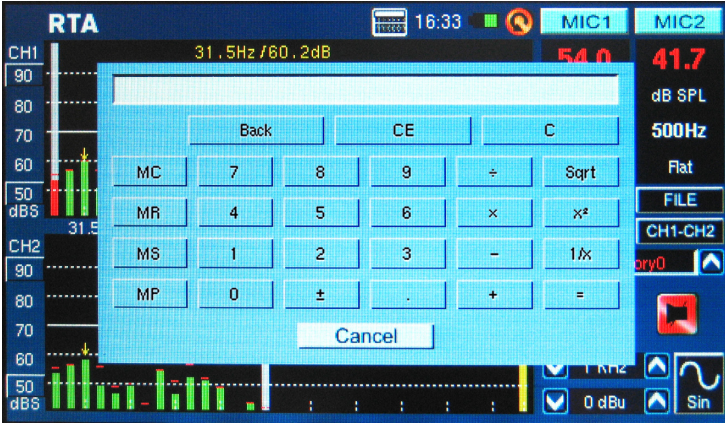 RTA 16:33 MIC1 MIC2
CH1 31.5Hz/60.2dB 54.0 41.7
90
80 dB SPL
Back CE C
70 500Hz
60 MC 7 8 9 ÷ Sqrt Flat
50 FILE
dBS MR 4 5 6 × x²
31.5 CH1-CH2
CH2 MS 1 2 3 - 1/x
90 ory0
80 MP 0 ± . + =
70 Cancel
60 1 KHz
50
dBS 0 dBu Sin